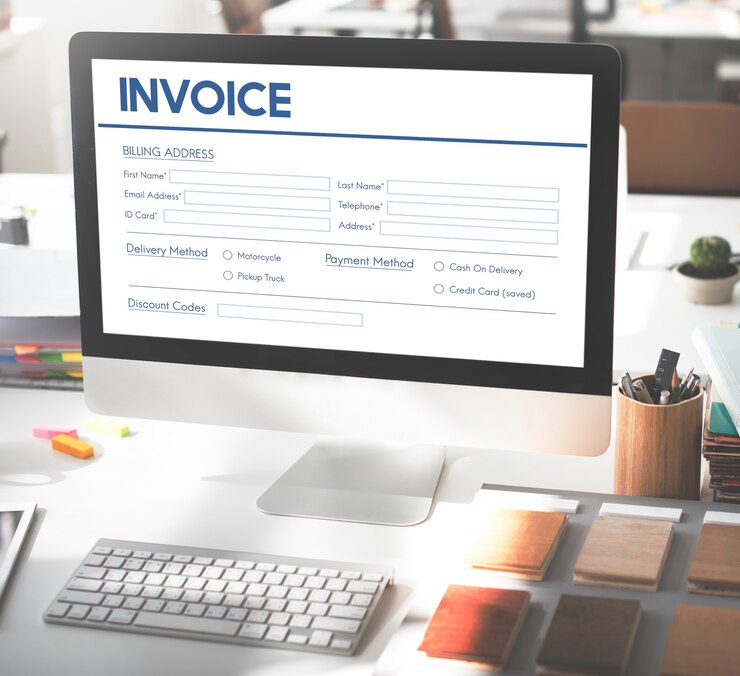 INVOICE
BILLING ADDRESS
First Name*
Last Name*
Email Address*
Telephone*
ID Card*
Address*
Delivery Method
Motorcycle
Pickup Truck
Payment Method
Cash On Delivery
Credit Card (saved)
Discount Codes